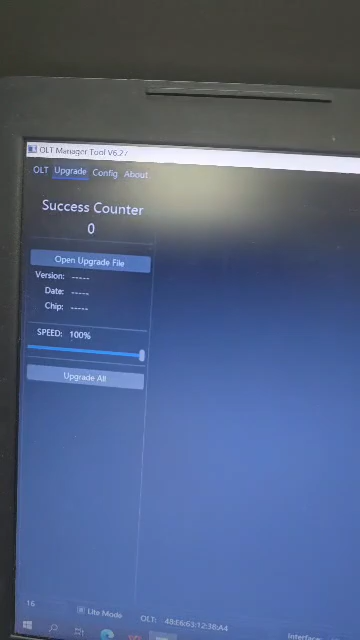 OLT Manager Tool V6.27
OLT Upgrade Config About
Success Counter
0
Open Upgrade File
Version: -----
Date: -----
Chip: -----
SPEED: 100%
Upgrade All
16
Lite Mode
OLT: 48:E6:63:12:38:A4
Interface: